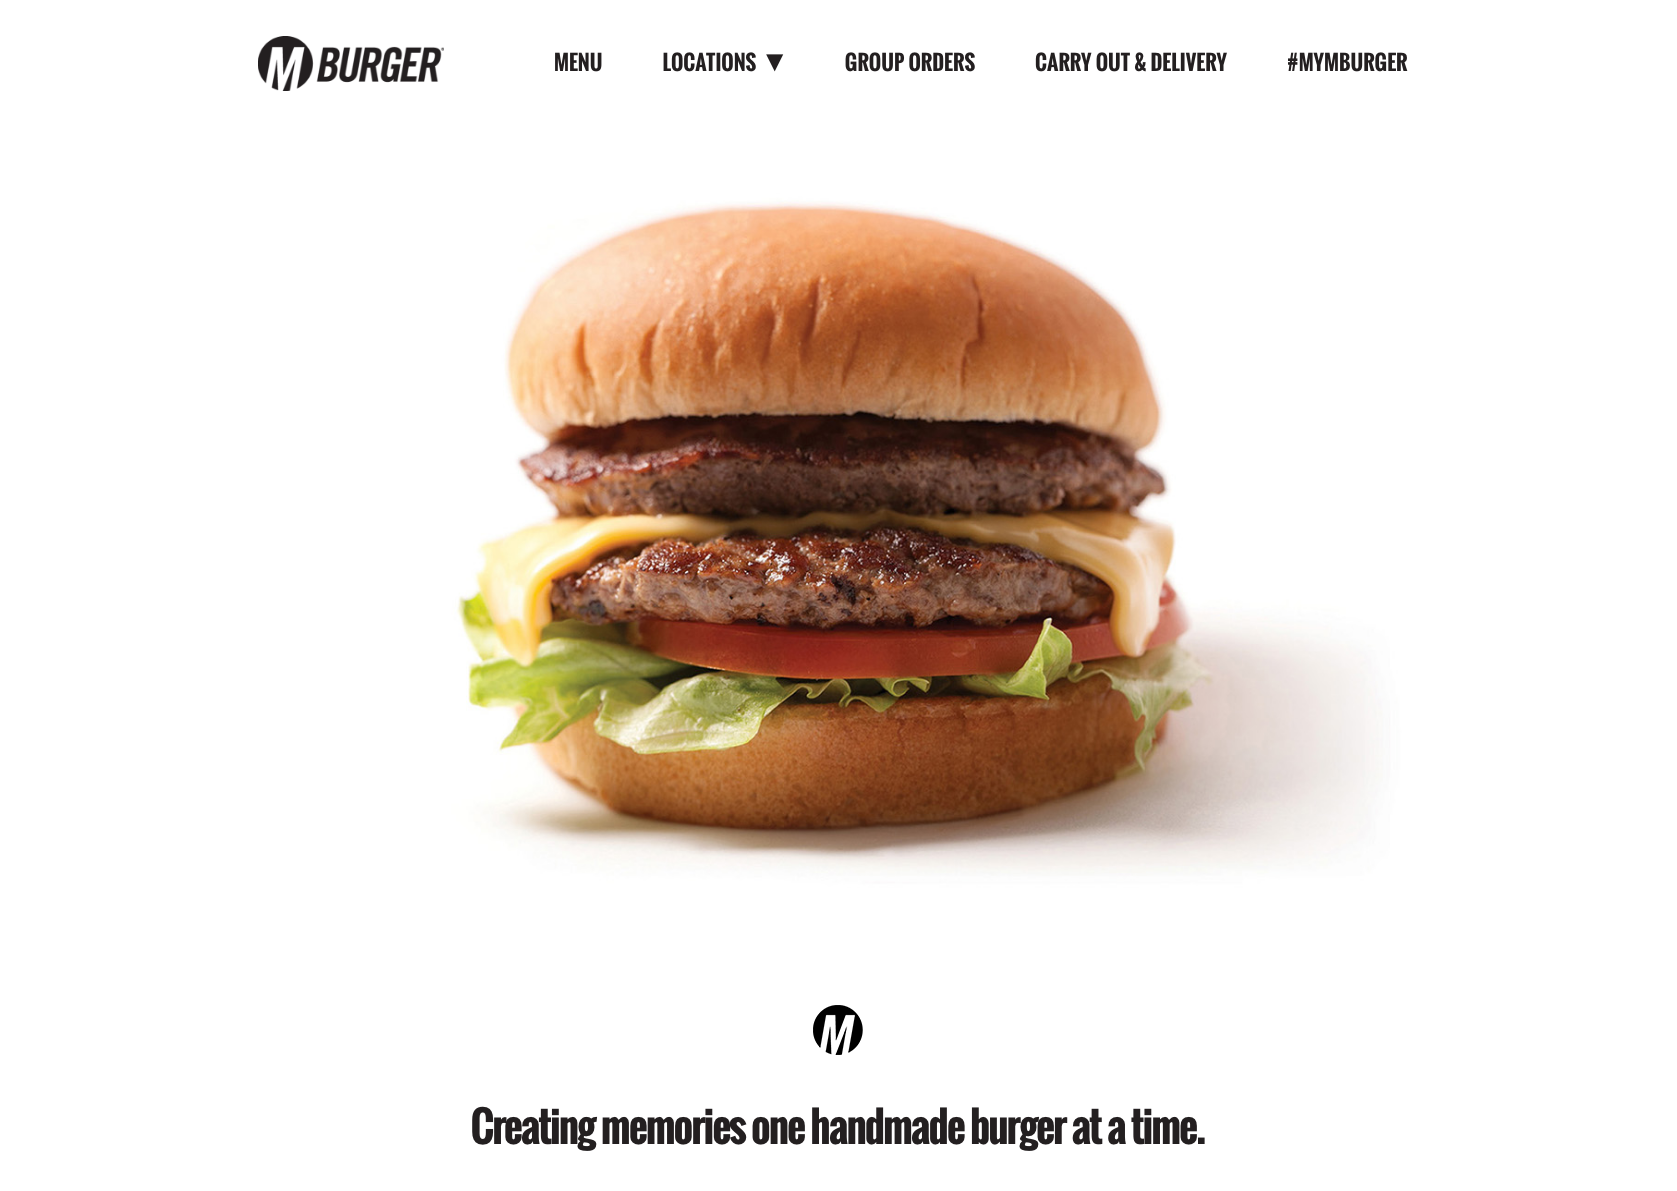 M BURGER
MENU LOCATIONS ▼ GROUP ORDERS CARRY OUT & DELIVERY #MYMBURGER
M
Creating memories one handmade burger at a time.